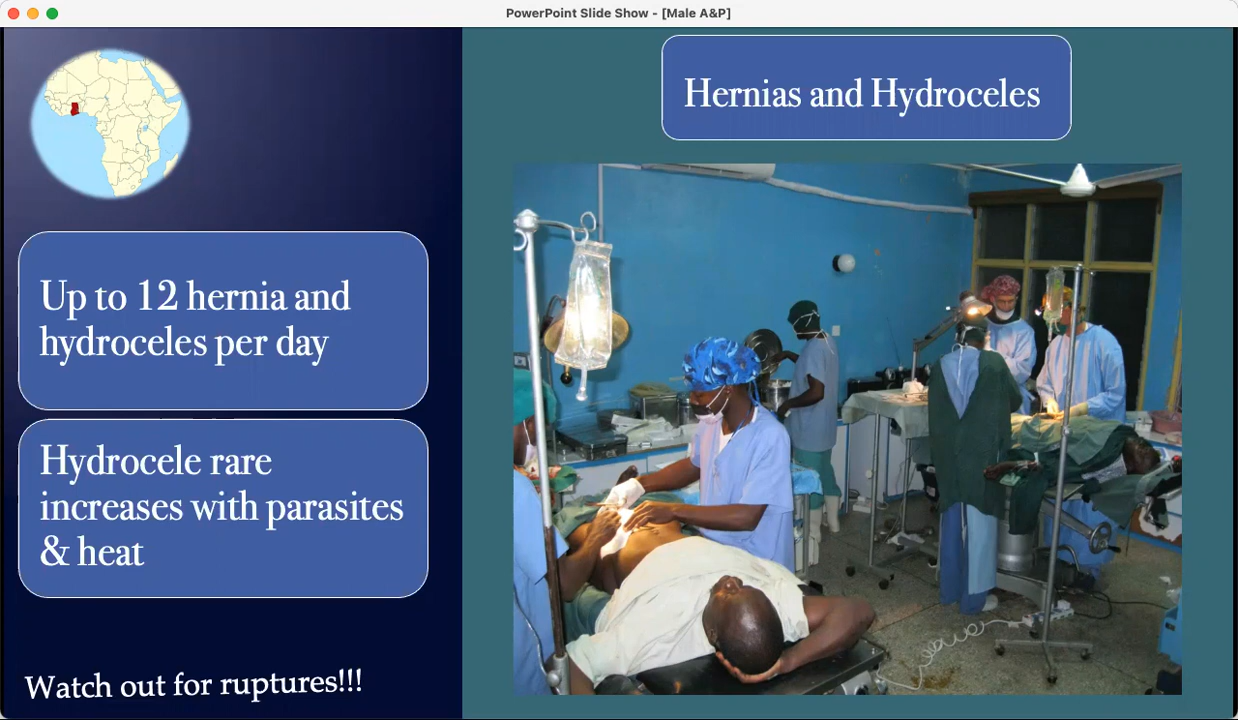 PowerPoint Slide Show - [Male A&P]
Hernias and Hydroceles
Up to 12 hernia and
hydroceles per day
Hydrocele rare
increases with parasites
& heat
Watch out for ruptures!!!